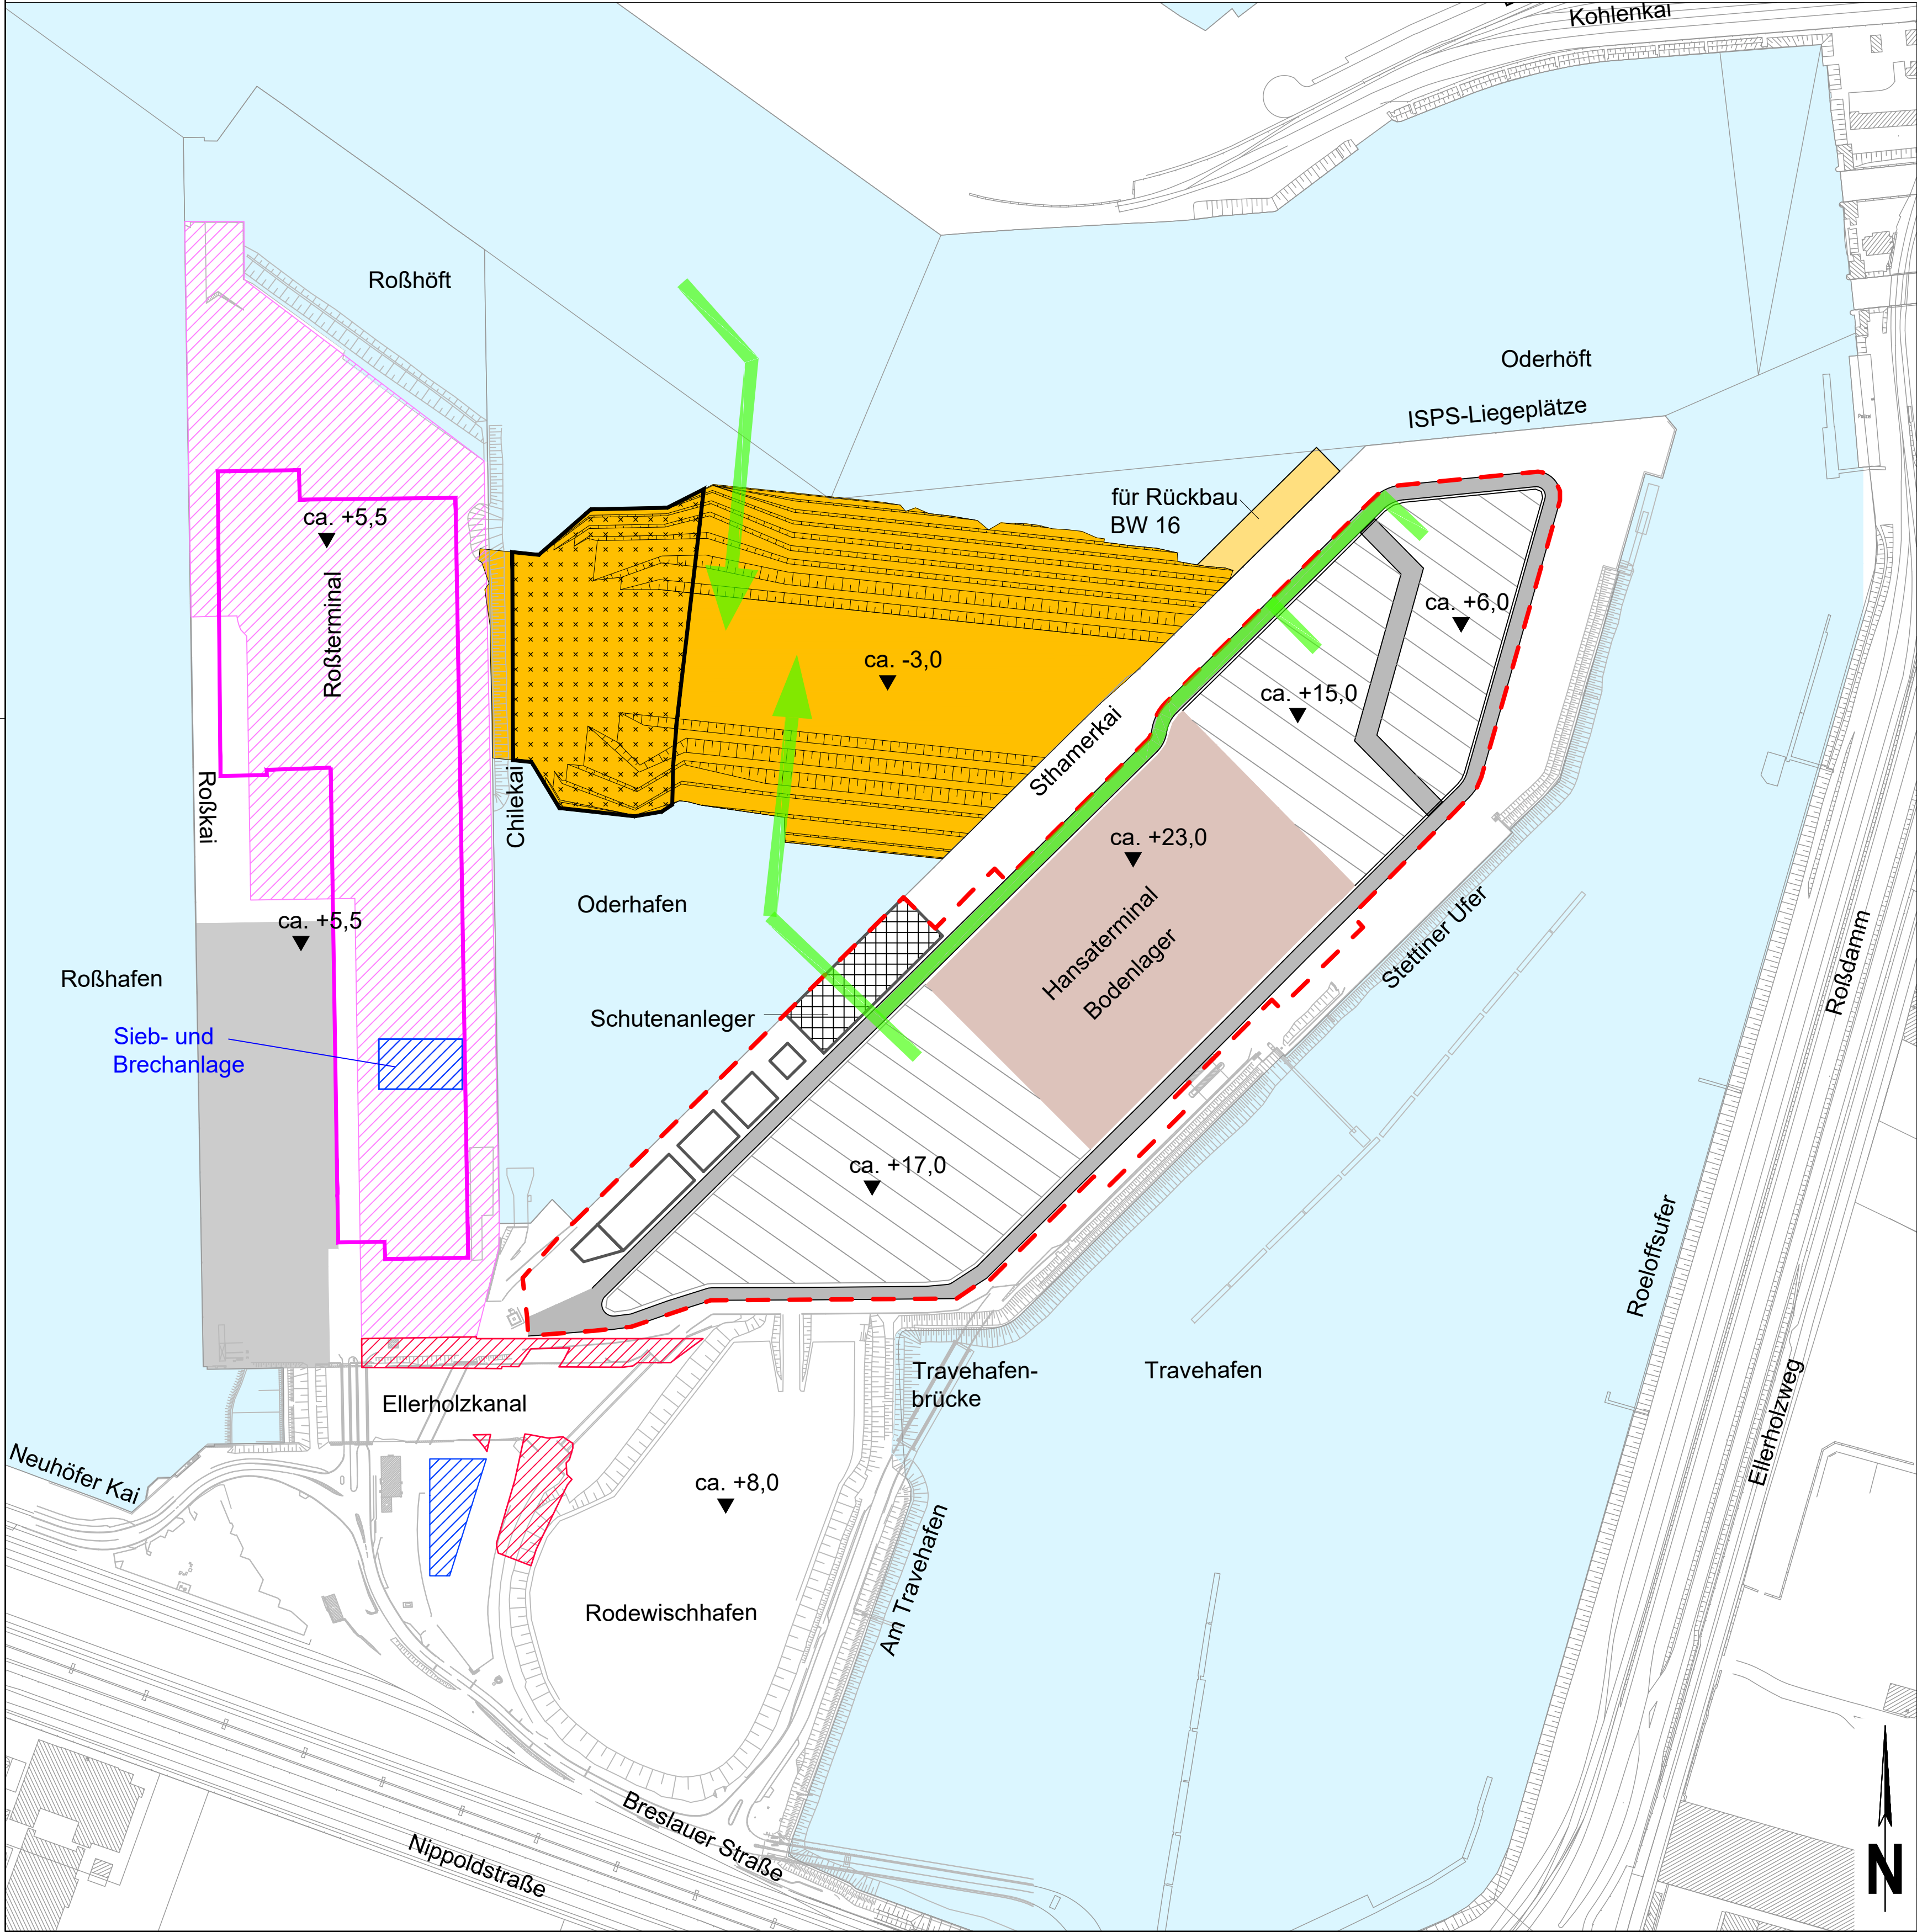 Kohlenkai
Roßhöft
Oderhöft
ISPS-Liegeplätze
für Rückbau
BW 16
ca. +5,5
Roßterminal
ca. +6,0
ca. -3,0
ca. +15,0
Sthamerkai
Roßkai
Chilekai
ca. +23,0
Hansaterminal
Bodenlager
Oderhafen
ca. +5,5
Stettiner Ufer
Roßdamm
Roßhafen
Schutenanleger
Sieb- und
Brechanlage
ca. +17,0
Roeloffsufer
Travehafen-
brücke
Travehafen
Ellerholzkanal
Ellerholzweg
Neuhöfer Kai
ca. +8,0
Am Travehafen
Rodewischhafen
Breslauer Straße
Nippoldstraße
N